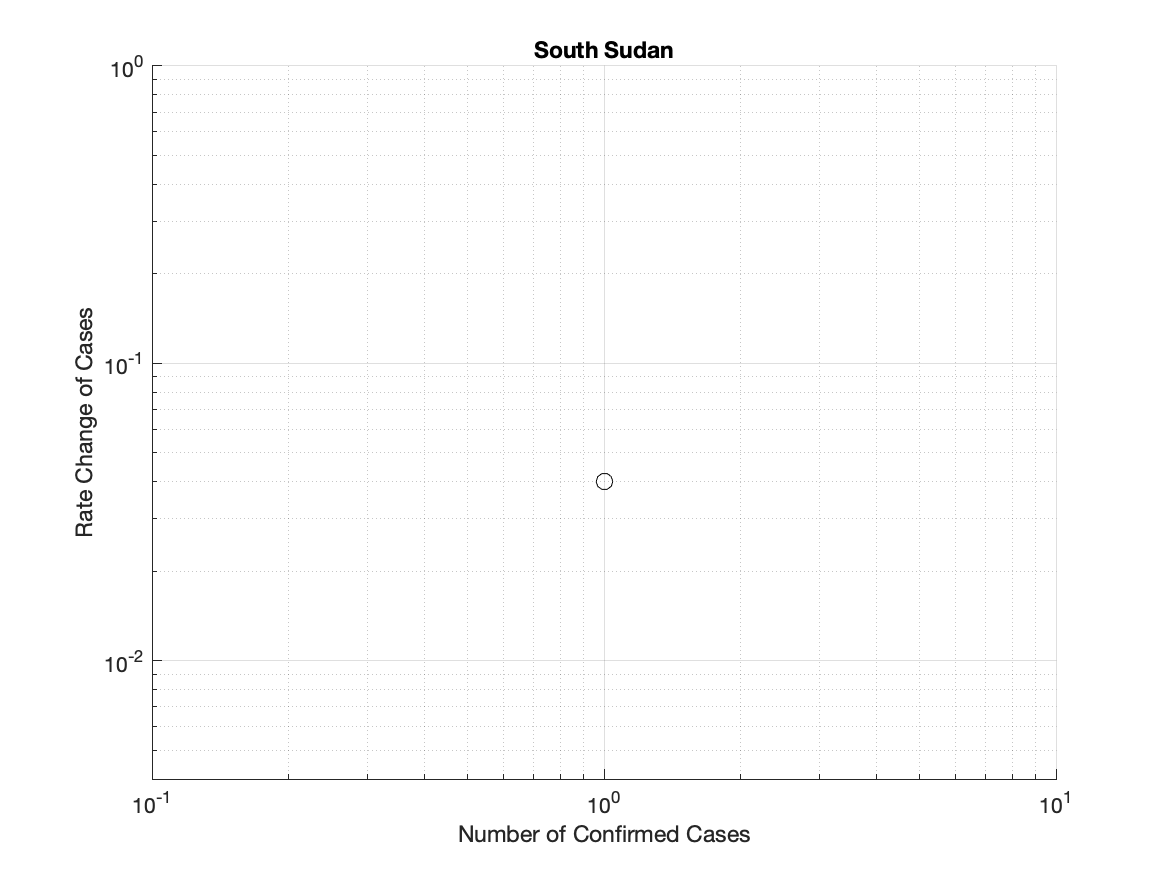 South Sudan
10^0
10^-1
10^-2
Rate Change of Cases
10^-1 10^0 10^1
Number of Confirmed Cases